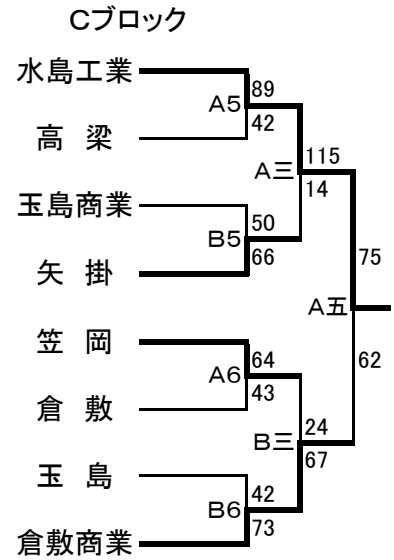 Cブロック
水島工業
89
A5
42
高 梁
115
A三
14
玉島商業
50
B5
66
矢 掛
75
A五
62
笠 岡
64
A6
43
倉 敷
24
B三
67
玉 島
42
B6
73
倉敷商業